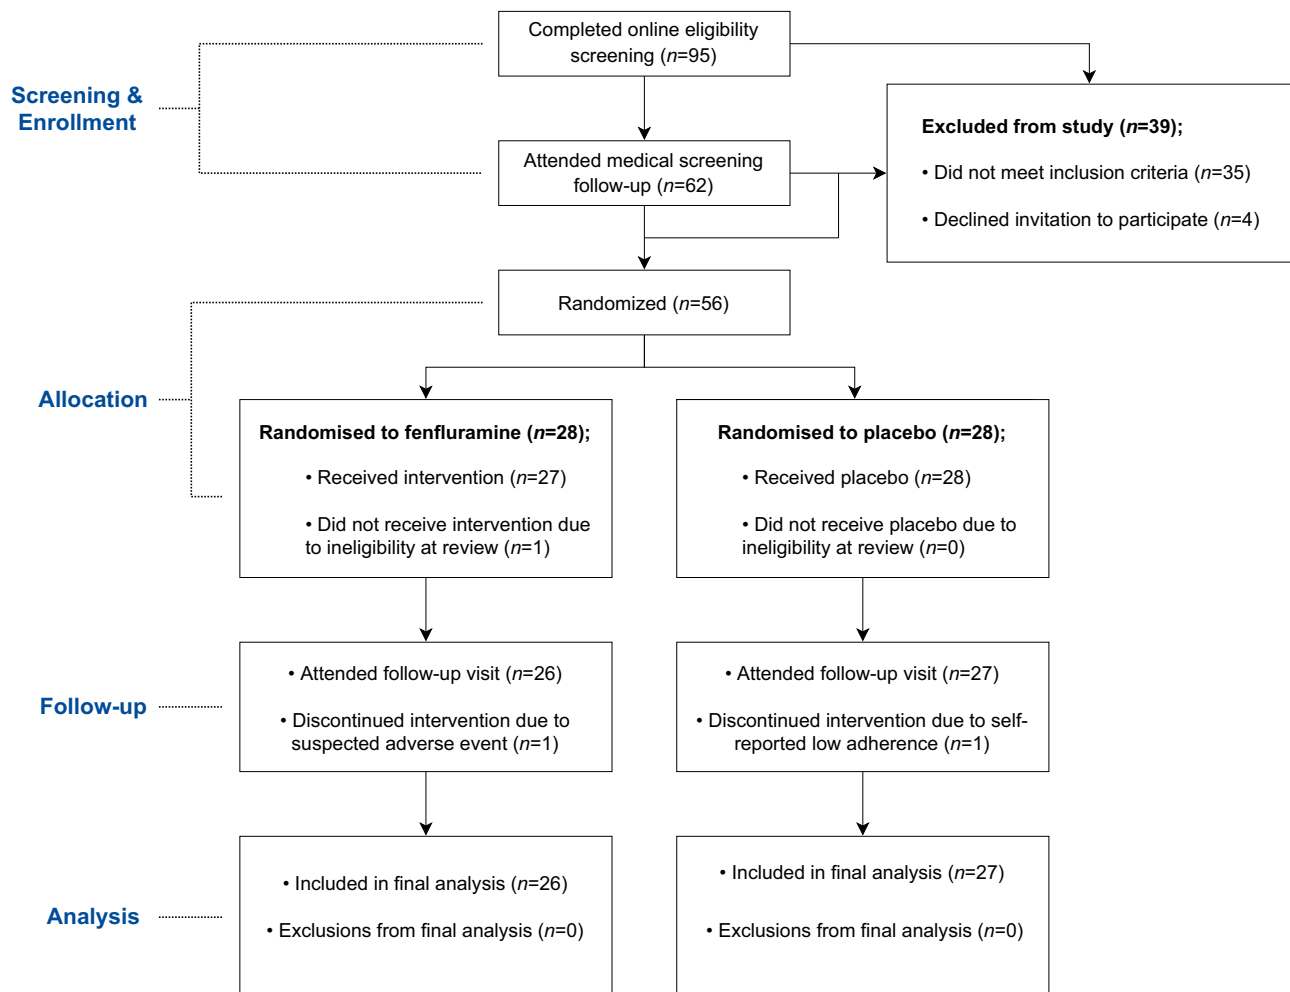 Completed online eligibility
screening (n=95)
Screening &
Enrollment
Excluded from study (n=39);
• Did not meet inclusion criteria (n=35)
• Declined invitation to participate (n=4)
Attended medical screening
follow-up (n=62)
Randomized (n=56)
Allocation
Randomised to fenfluramine (n=28);
• Received intervention (n=27)
• Did not receive intervention due
to ineligibility at review (n=1)
Randomised to placebo (n=28);
• Received placebo (n=28)
• Did not receive placebo due to
ineligibility at review (n=0)
Follow-up
• Attended follow-up visit (n=26)
• Discontinued intervention due to
suspected adverse event (n=1)
• Attended follow-up visit (n=27)
• Discontinued intervention due to self-
reported low adherence (n=1)
Analysis
• Included in final analysis (n=26)
• Exclusions from final analysis (n=0)
• Included in final analysis (n=27)
• Exclusions from final analysis (n=0)